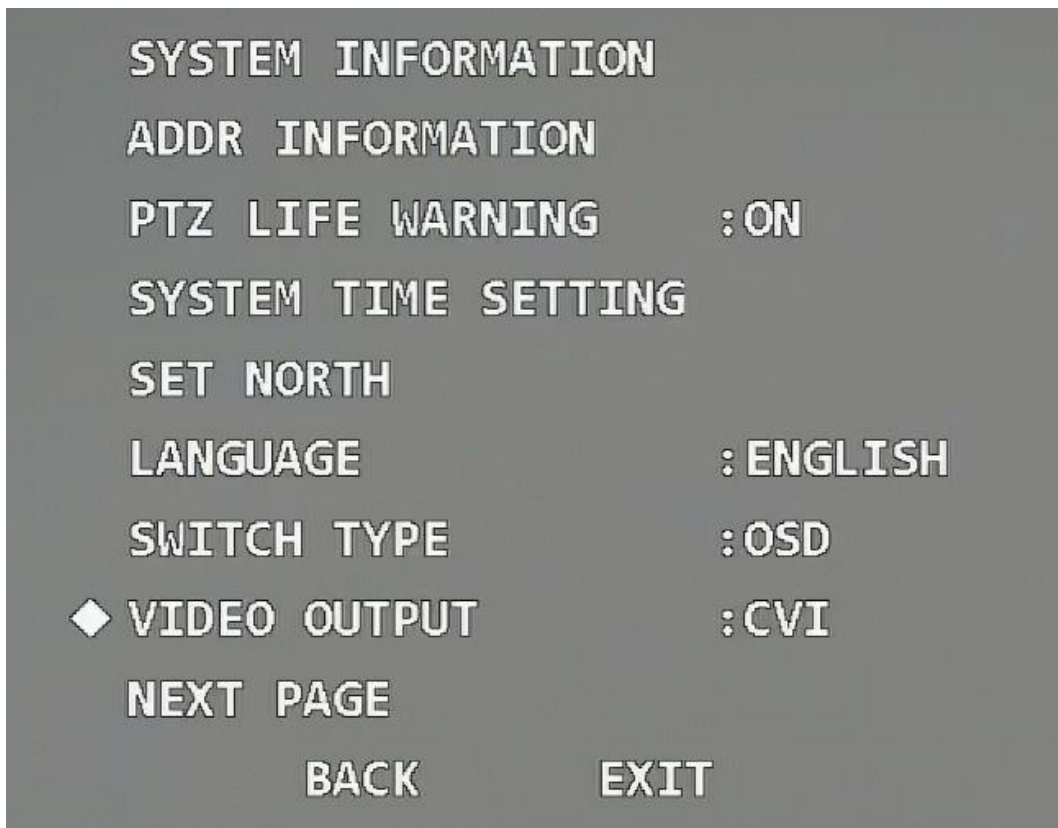 SYSTEM INFORMATION
ADDR INFORMATION
PTZ LIFE WARNING :ON
SYSTEM TIME SETTING
SET NORTH
LANGUAGE :ENGLISH
SWITCH TYPE :OSD
VIDEO OUTPUT :CVI
NEXT PAGE
BACK EXIT